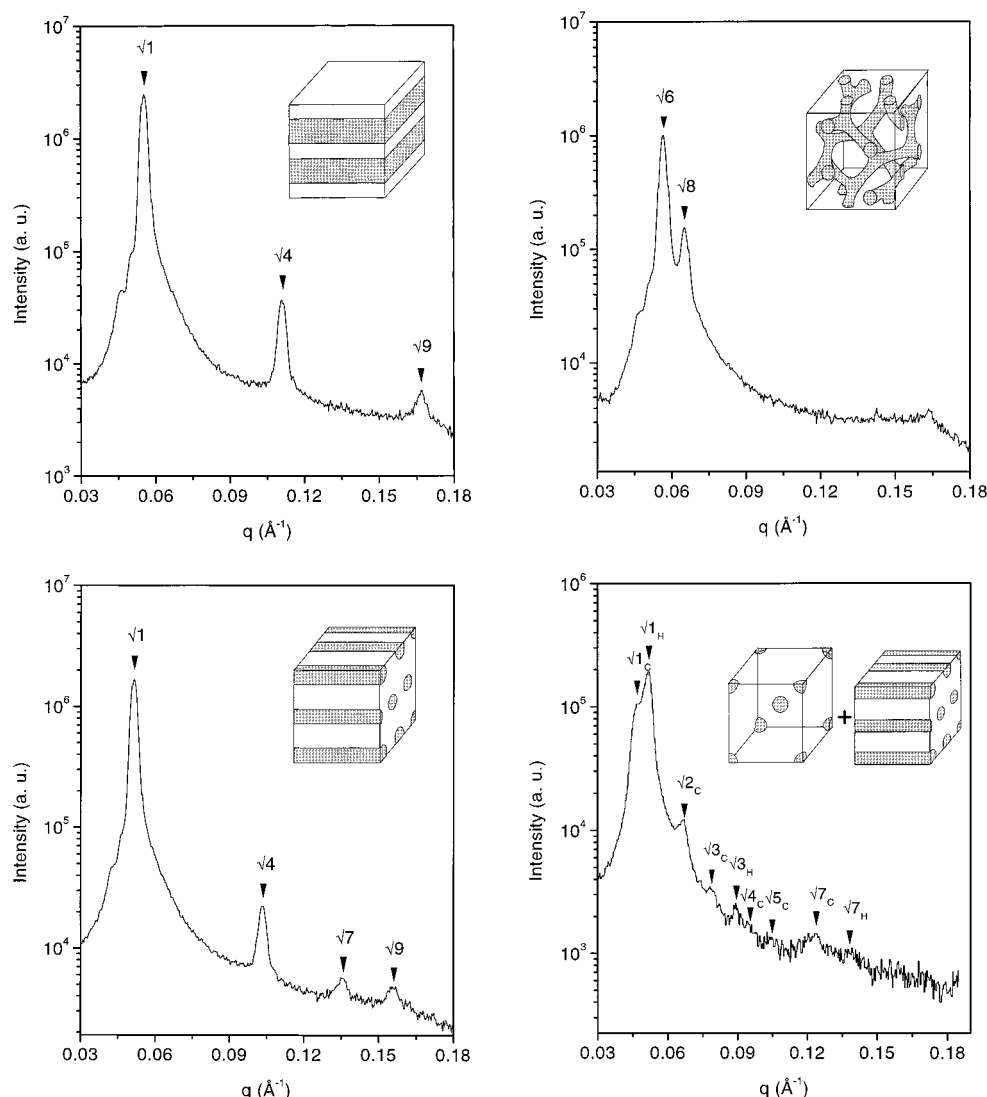 10⁷
10⁶
10⁵
10⁴
10³
Intensity (a. u.)
√1
√4
√9
0.03 0.06 0.09 0.12 0.15 0.18
q (Å⁻¹)
10⁷
10⁶
10⁵
10⁴
Intensity (a. u.)
√6
√8
0.03 0.06 0.09 0.12 0.15 0.18
q (Å⁻¹)
10⁷
10⁶
10⁵
10⁴
Intensity (a. u.)
√1
√4
√7
√9
0.03 0.06 0.09 0.12 0.15 0.18
q (Å⁻¹)
10⁶
10⁵
10⁴
10³
Intensity (a. u.)
√1H
√1C
+
√2C
√3C √3H
√4C √5C √7C √7H
0.03 0.06 0.09 0.12 0.15 0.18
q (Å⁻¹)